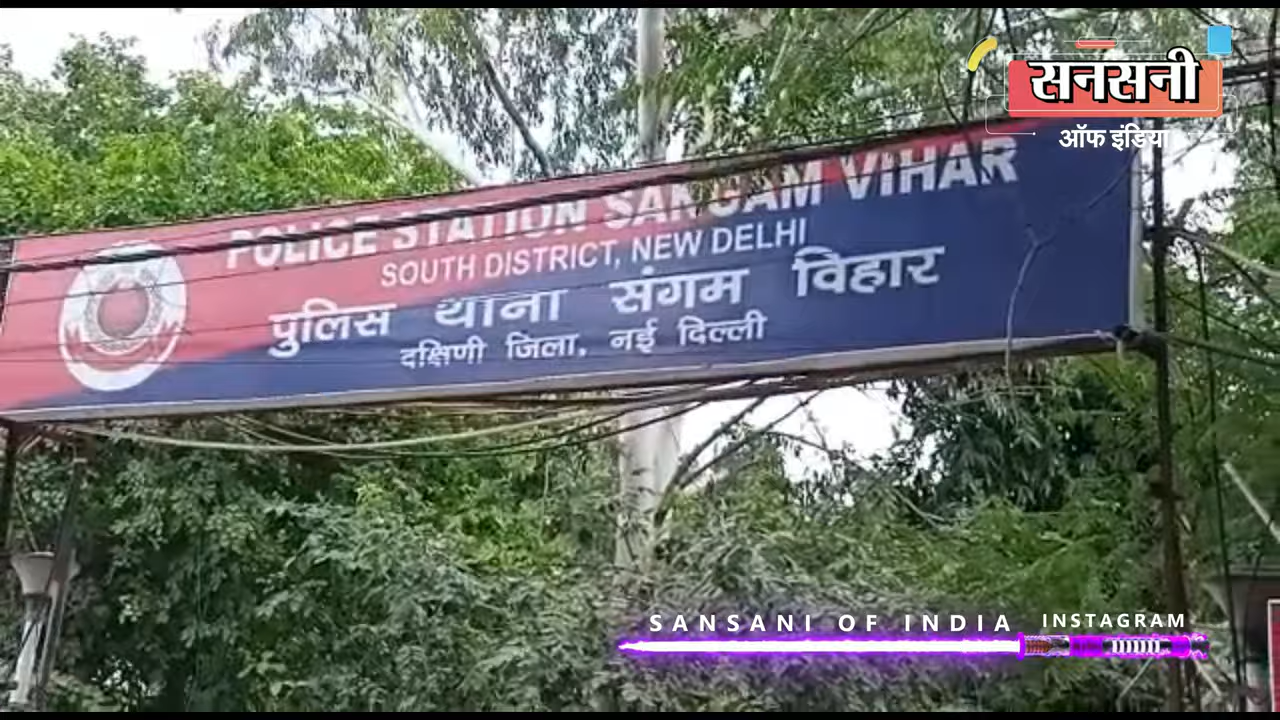 सनसनी
ऑफ इंडिया
POLICE STATION SANGAM VIHAR
SOUTH DISTRICT, NEW DELHI
पुलिस थाना संगम विहार
दक्षिणी जिला, नई दिल्ली
SANSANI OF INDIA INSTAGRAM